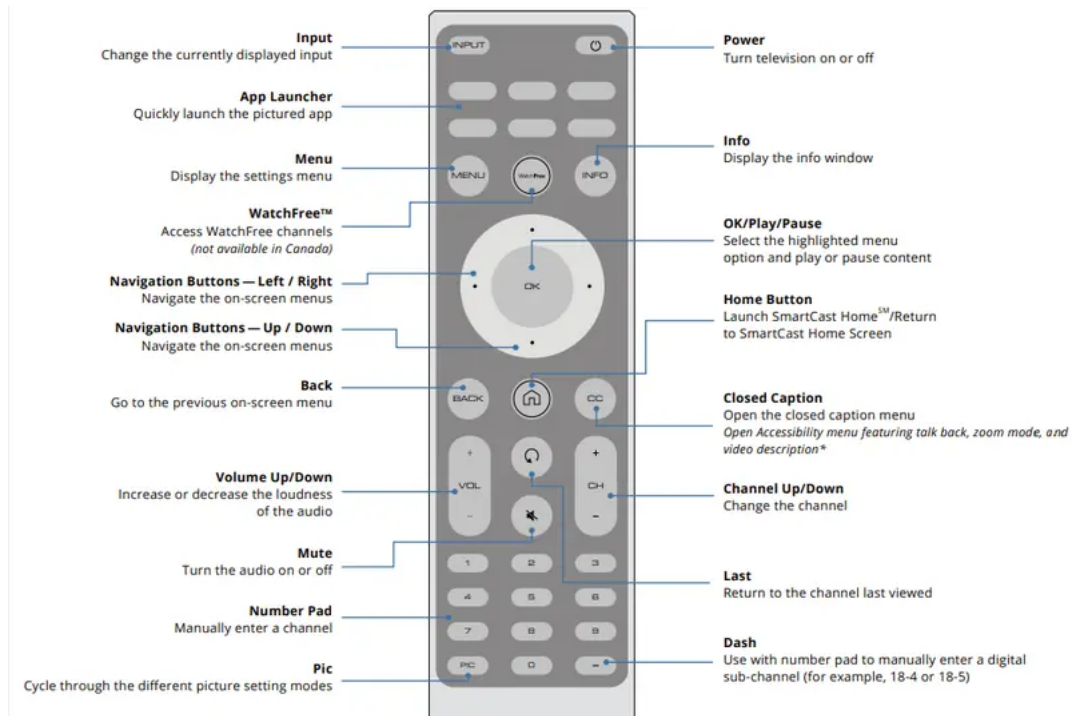 Input
Change the currently displayed input
App Launcher
Quickly launch the pictured app
Menu
Display the settings menu
WatchFree™
Access WatchFree channels
(not available in Canada)
Navigation Buttons — Left / Right
Navigate the on-screen menus
Navigation Buttons — Up / Down
Navigate the on-screen menus
Back
Go to the previous on-screen menu
Volume Up/Down
Increase or decrease the loudness
of the audio
Mute
Turn the audio on or off
Number Pad
Manually enter a channel
Pic
Cycle through the different picture setting modes
INPUT
MENU
WatchFree
INFO
OK
BACK
CC
+
VOL
–
+
CH
–
1 2 3
4 5 6
7 8 9
PIC 0 –
Power
Turn television on or off
Info
Display the info window
OK/Play/Pause
Select the highlighted menu
option and play or pause content
Home Button
Launch SmartCast Home℠/Return
to SmartCast Home Screen
Closed Caption
Open the closed caption menu
Open Accessibility menu featuring talk back, zoom mode, and
video description*
Channel Up/Down
Change the channel
Last
Return to the channel last viewed
Dash
Use with number pad to manually enter a digital
sub-channel (for example, 18-4 or 18-5)